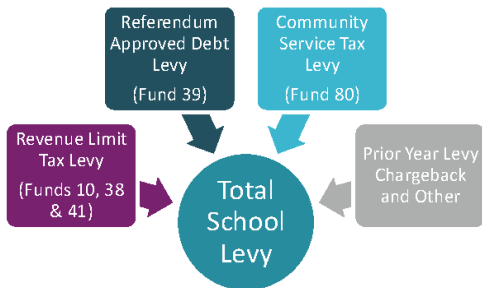 Referendum
Approved Debt
Levy
(Fund 39)
Community
Service Tax
Levy
(Fund 80)
Revenue Limit
Tax Levy
(Funds 10, 38
& 41)
Prior Year Levy
Chargeback
and Other
Total
School
Levy